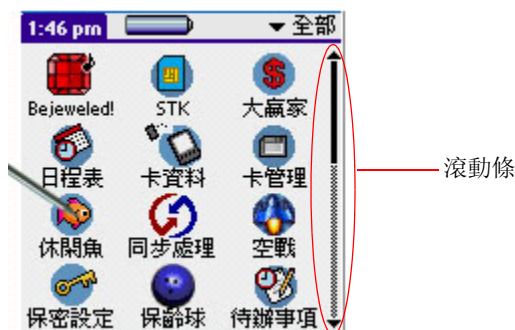 1:46 pm 全部
Bejeweled! STK 大贏家
日程表 卡資料 卡管理
滾動條
休閑魚 同步處理 空戰
保密設定 保齡球 待辦事項